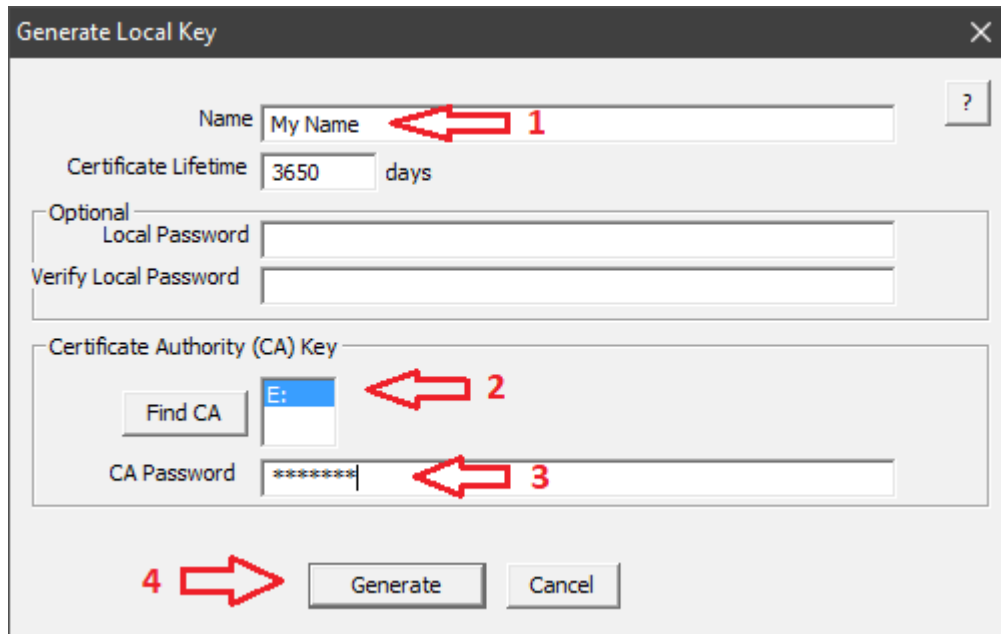 Generate Local Key
?
Name My Name 1
Certificate Lifetime 3650 days
Optional
Local Password
Verify Local Password
Certificate Authority (CA) Key
E: 2
Find CA
CA Password ******* 3
4 Generate Cancel